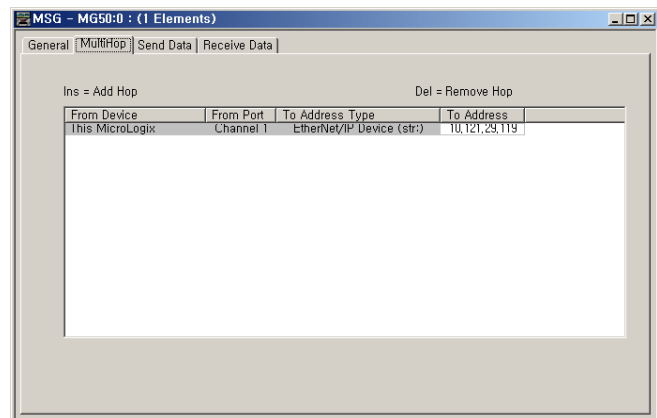 MSG - MG50:0 : (1 Elements)
General MultiHop Send Data Receive Data
Ins = Add Hop Del = Remove Hop
From Device From Port To Address Type To Address
This MicroLogix Channel 1 EtherNet/IP Device (str:) 10,121,29,119